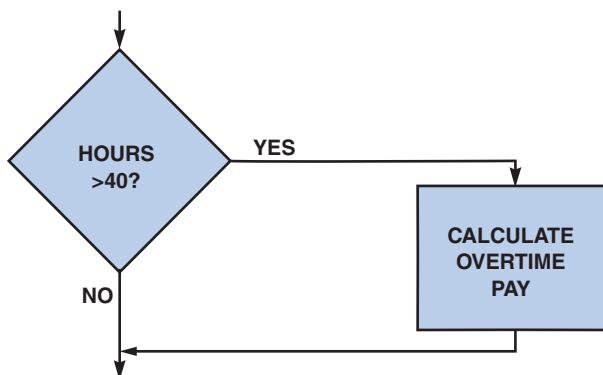 HOURS
>40?
YES
CALCULATE
OVERTIME
PAY
NO